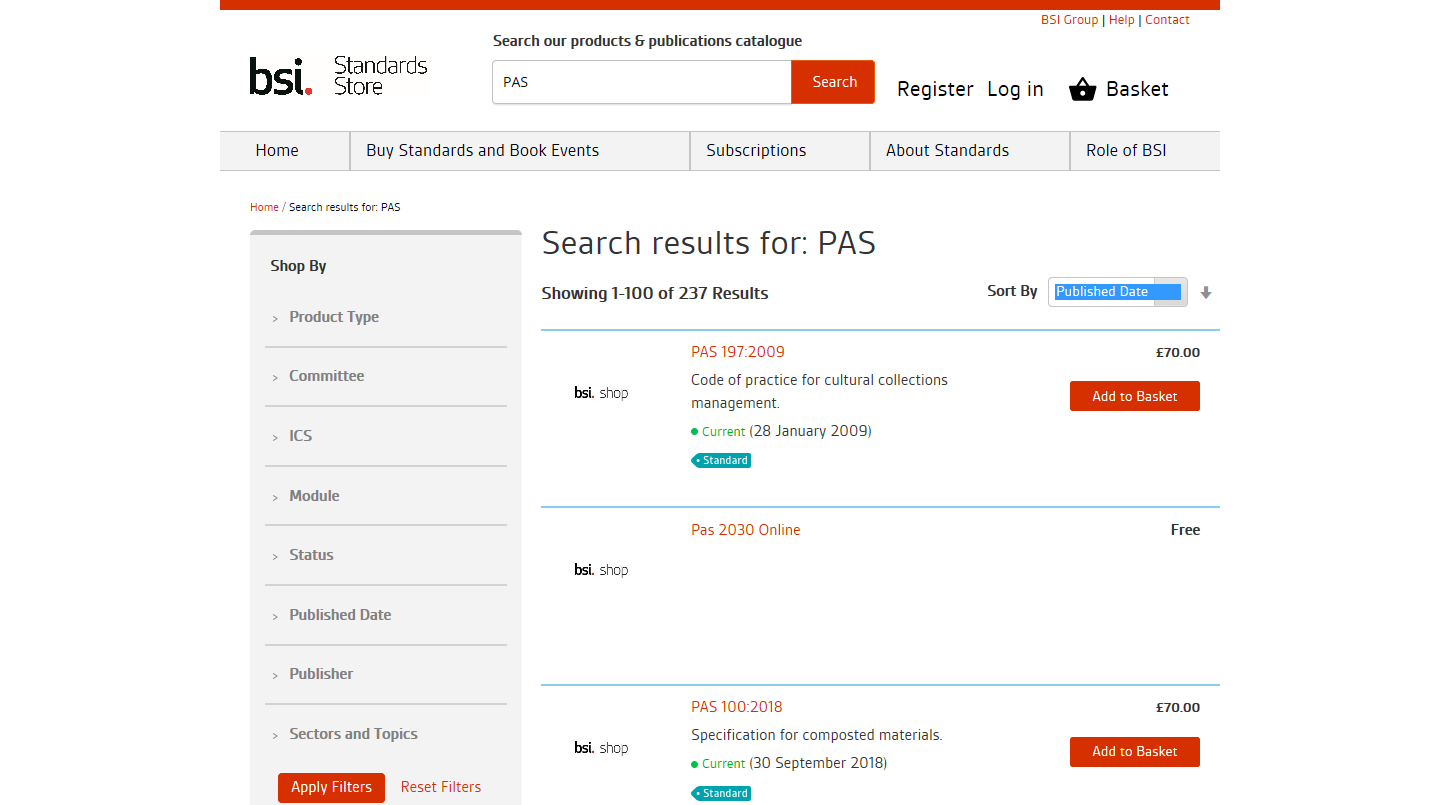 BSI Group | Help | Contact
Search our products & publications catalogue
bsi. Standards Store
PAS
Search
Register Log in Basket
Home
Buy Standards and Book Events
Subscriptions
About Standards
Role of BSI
Home / Search results for: PAS
Shop By
> Product Type
> Committee
> ICS
> Module
> Status
> Published Date
> Publisher
> Sectors and Topics
Apply Filters
Reset Filters
Search results for: PAS
Showing 1-100 of 237 Results
Sort By Published Date
bsi. shop
PAS 197:2009
£70.00
Code of practice for cultural collections
management.
Add to Basket
Current (28 January 2009)
Standard
bsi. shop
Pas 2030 Online
Free
bsi. shop
PAS 100:2018
£70.00
Specification for composted materials.
Add to Basket
Current (30 September 2018)
Standard